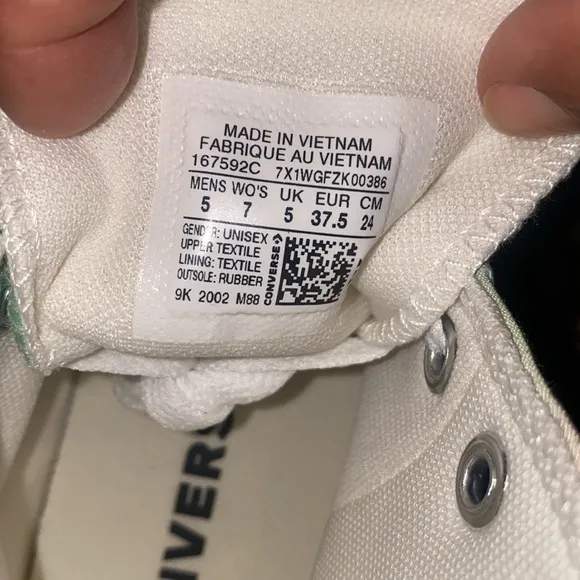 MADE IN VIETNAM
FABRIQUE AU VIETNAM
167592C 7X1WGFZK00386
MENS WO'S UK EUR CM
5 7 5 37.5 24
GENDER: UNISEX
UPPER TEXTILE
LINING: TEXTILE
OUTSOLE: RUBBER
9K 2002 M88
CONVERSE
NVERS